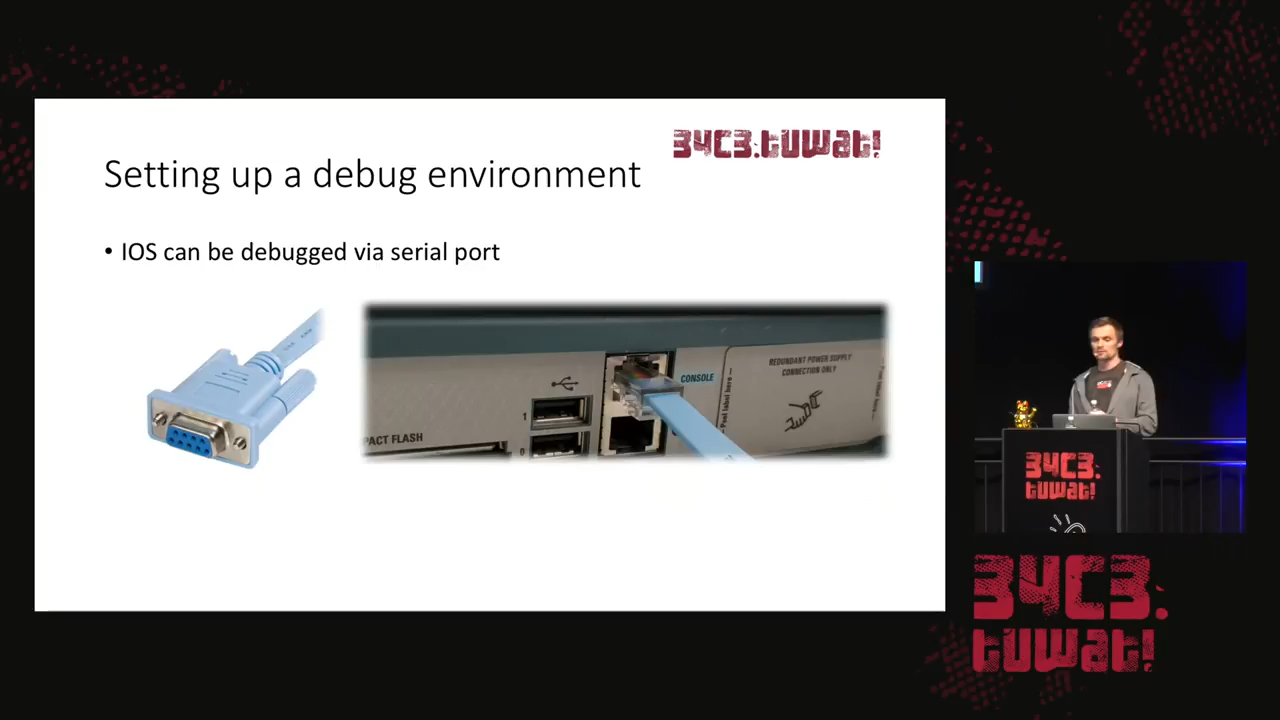 34C3.tuwat!
Setting up a debug environment
• IOS can be debugged via serial port
REDUNDANT POWER SUPPLY
CONNECTION ONLY
CONSOLE
1
0
PACT FLASH
34C3.
tuwat!
34C3.
tuwat!